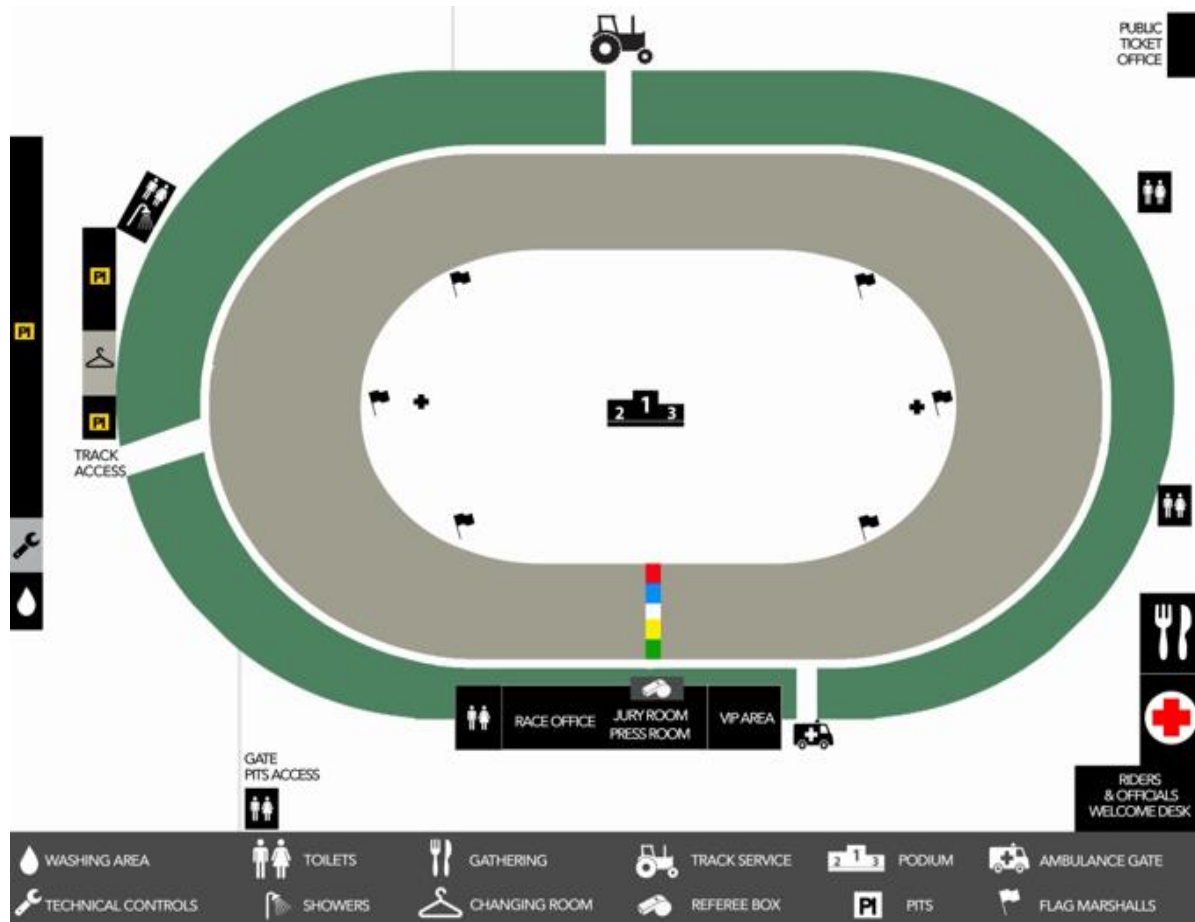 PUBLIC
TICKET
OFFICE
PI
PI
PI
TRACK
ACCESS
1
2 3
RACE OFFICE
JURY ROOM
PRESS ROOM
VIP AREA
GATE
PITS ACCESS
RIDERS
& OFFICIALS
WELCOME DESK
WASHING AREA
TOILETS
GATHERING
TRACK SERVICE
2 1 3
PODIUM
AMBULANCE GATE
TECHNICAL CONTROLS
SHOWERS
CHANGING ROOM
REFEREE BOX
PI
PITS
FLAG MARSHALLS